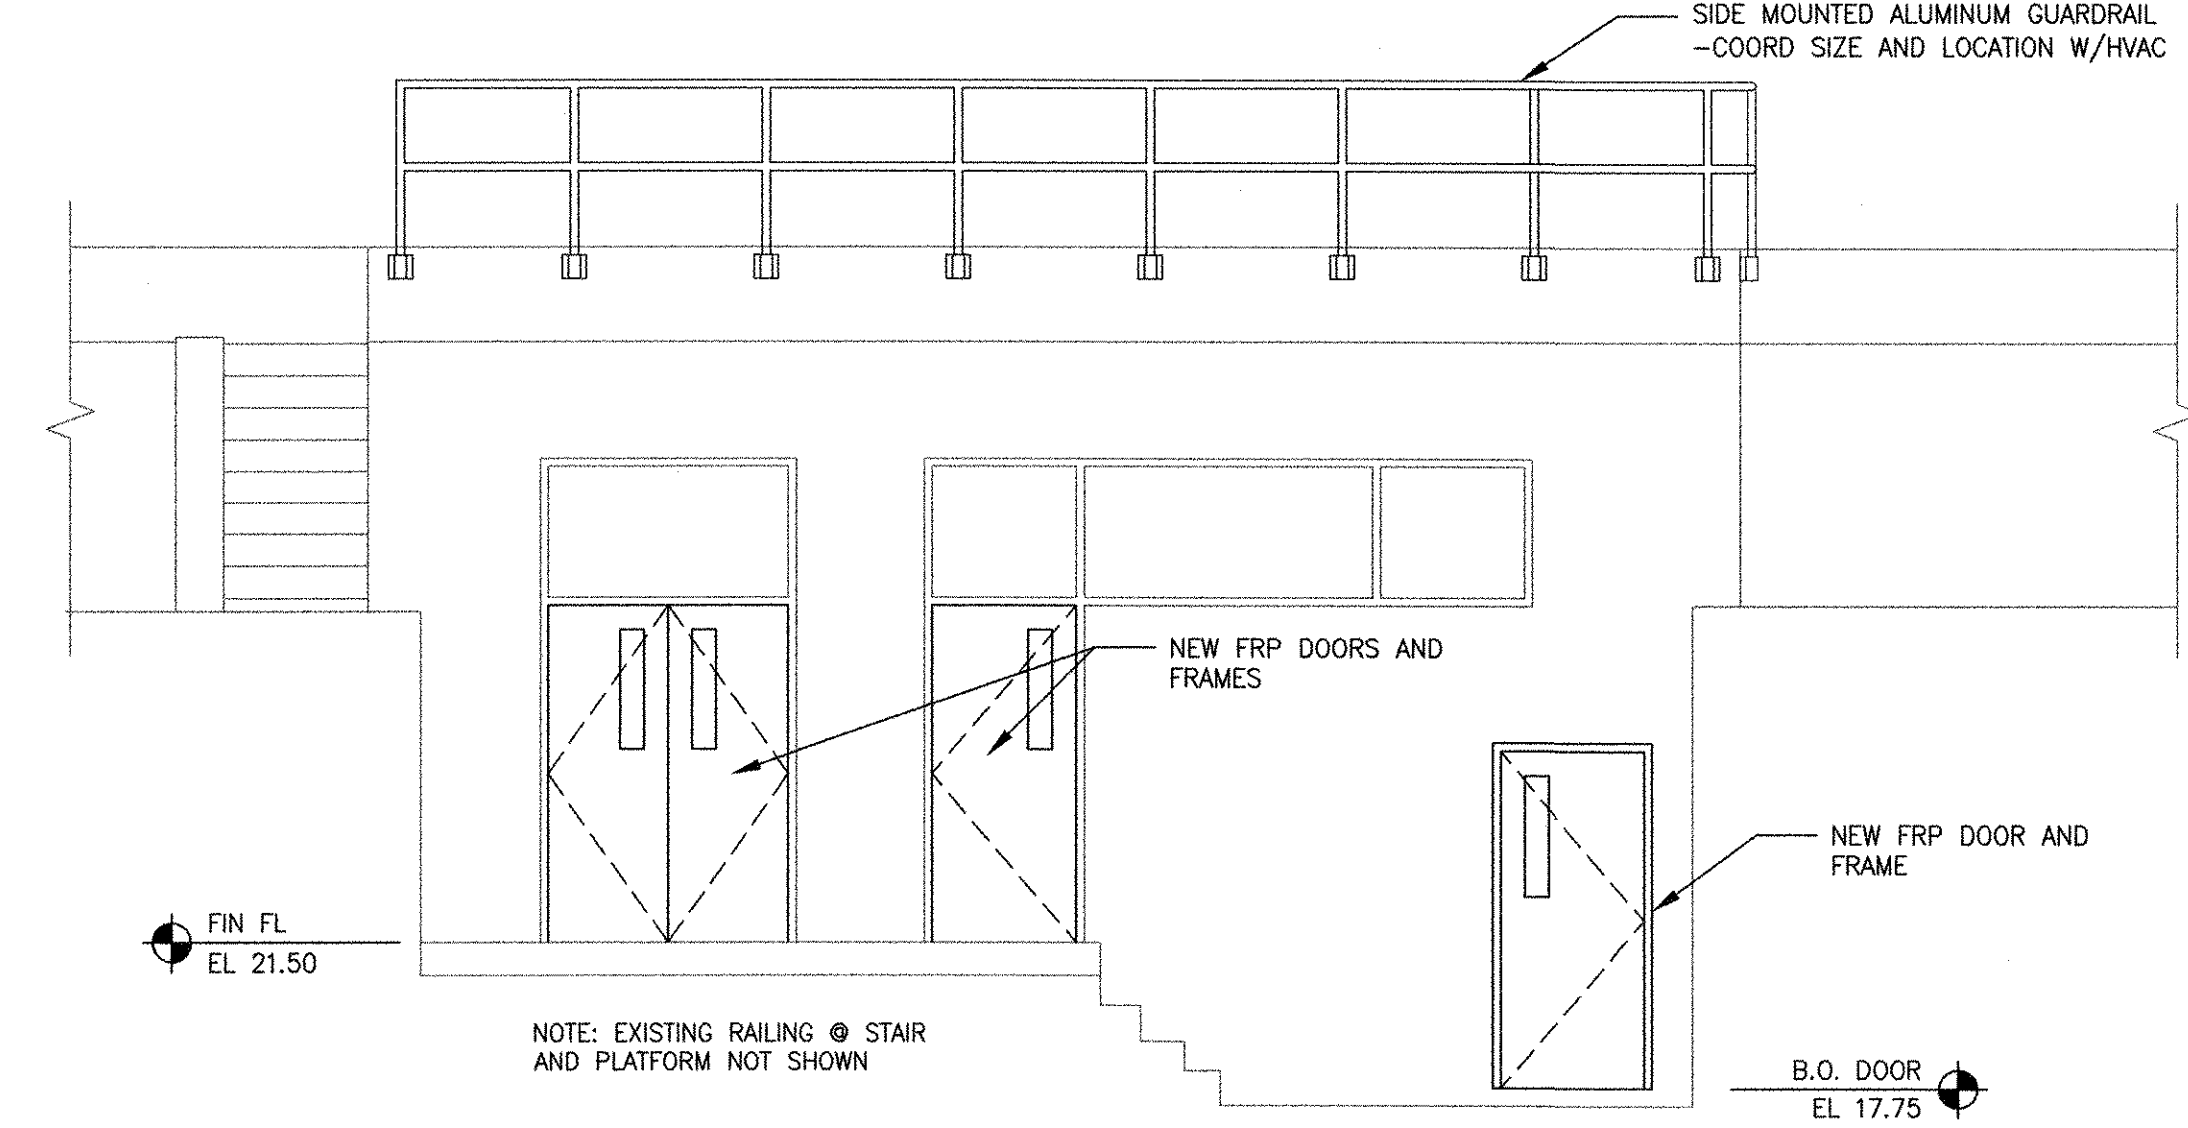 SIDE MOUNTED ALUMINUM GUARDRAIL
-COORD SIZE AND LOCATION W/HVAC
NEW FRP DOORS AND
FRAMES
NEW FRP DOOR AND
FRAME
FIN FL
EL 21.50
NOTE: EXISTING RAILING @ STAIR
AND PLATFORM NOT SHOWN
B.O. DOOR
EL 17.75